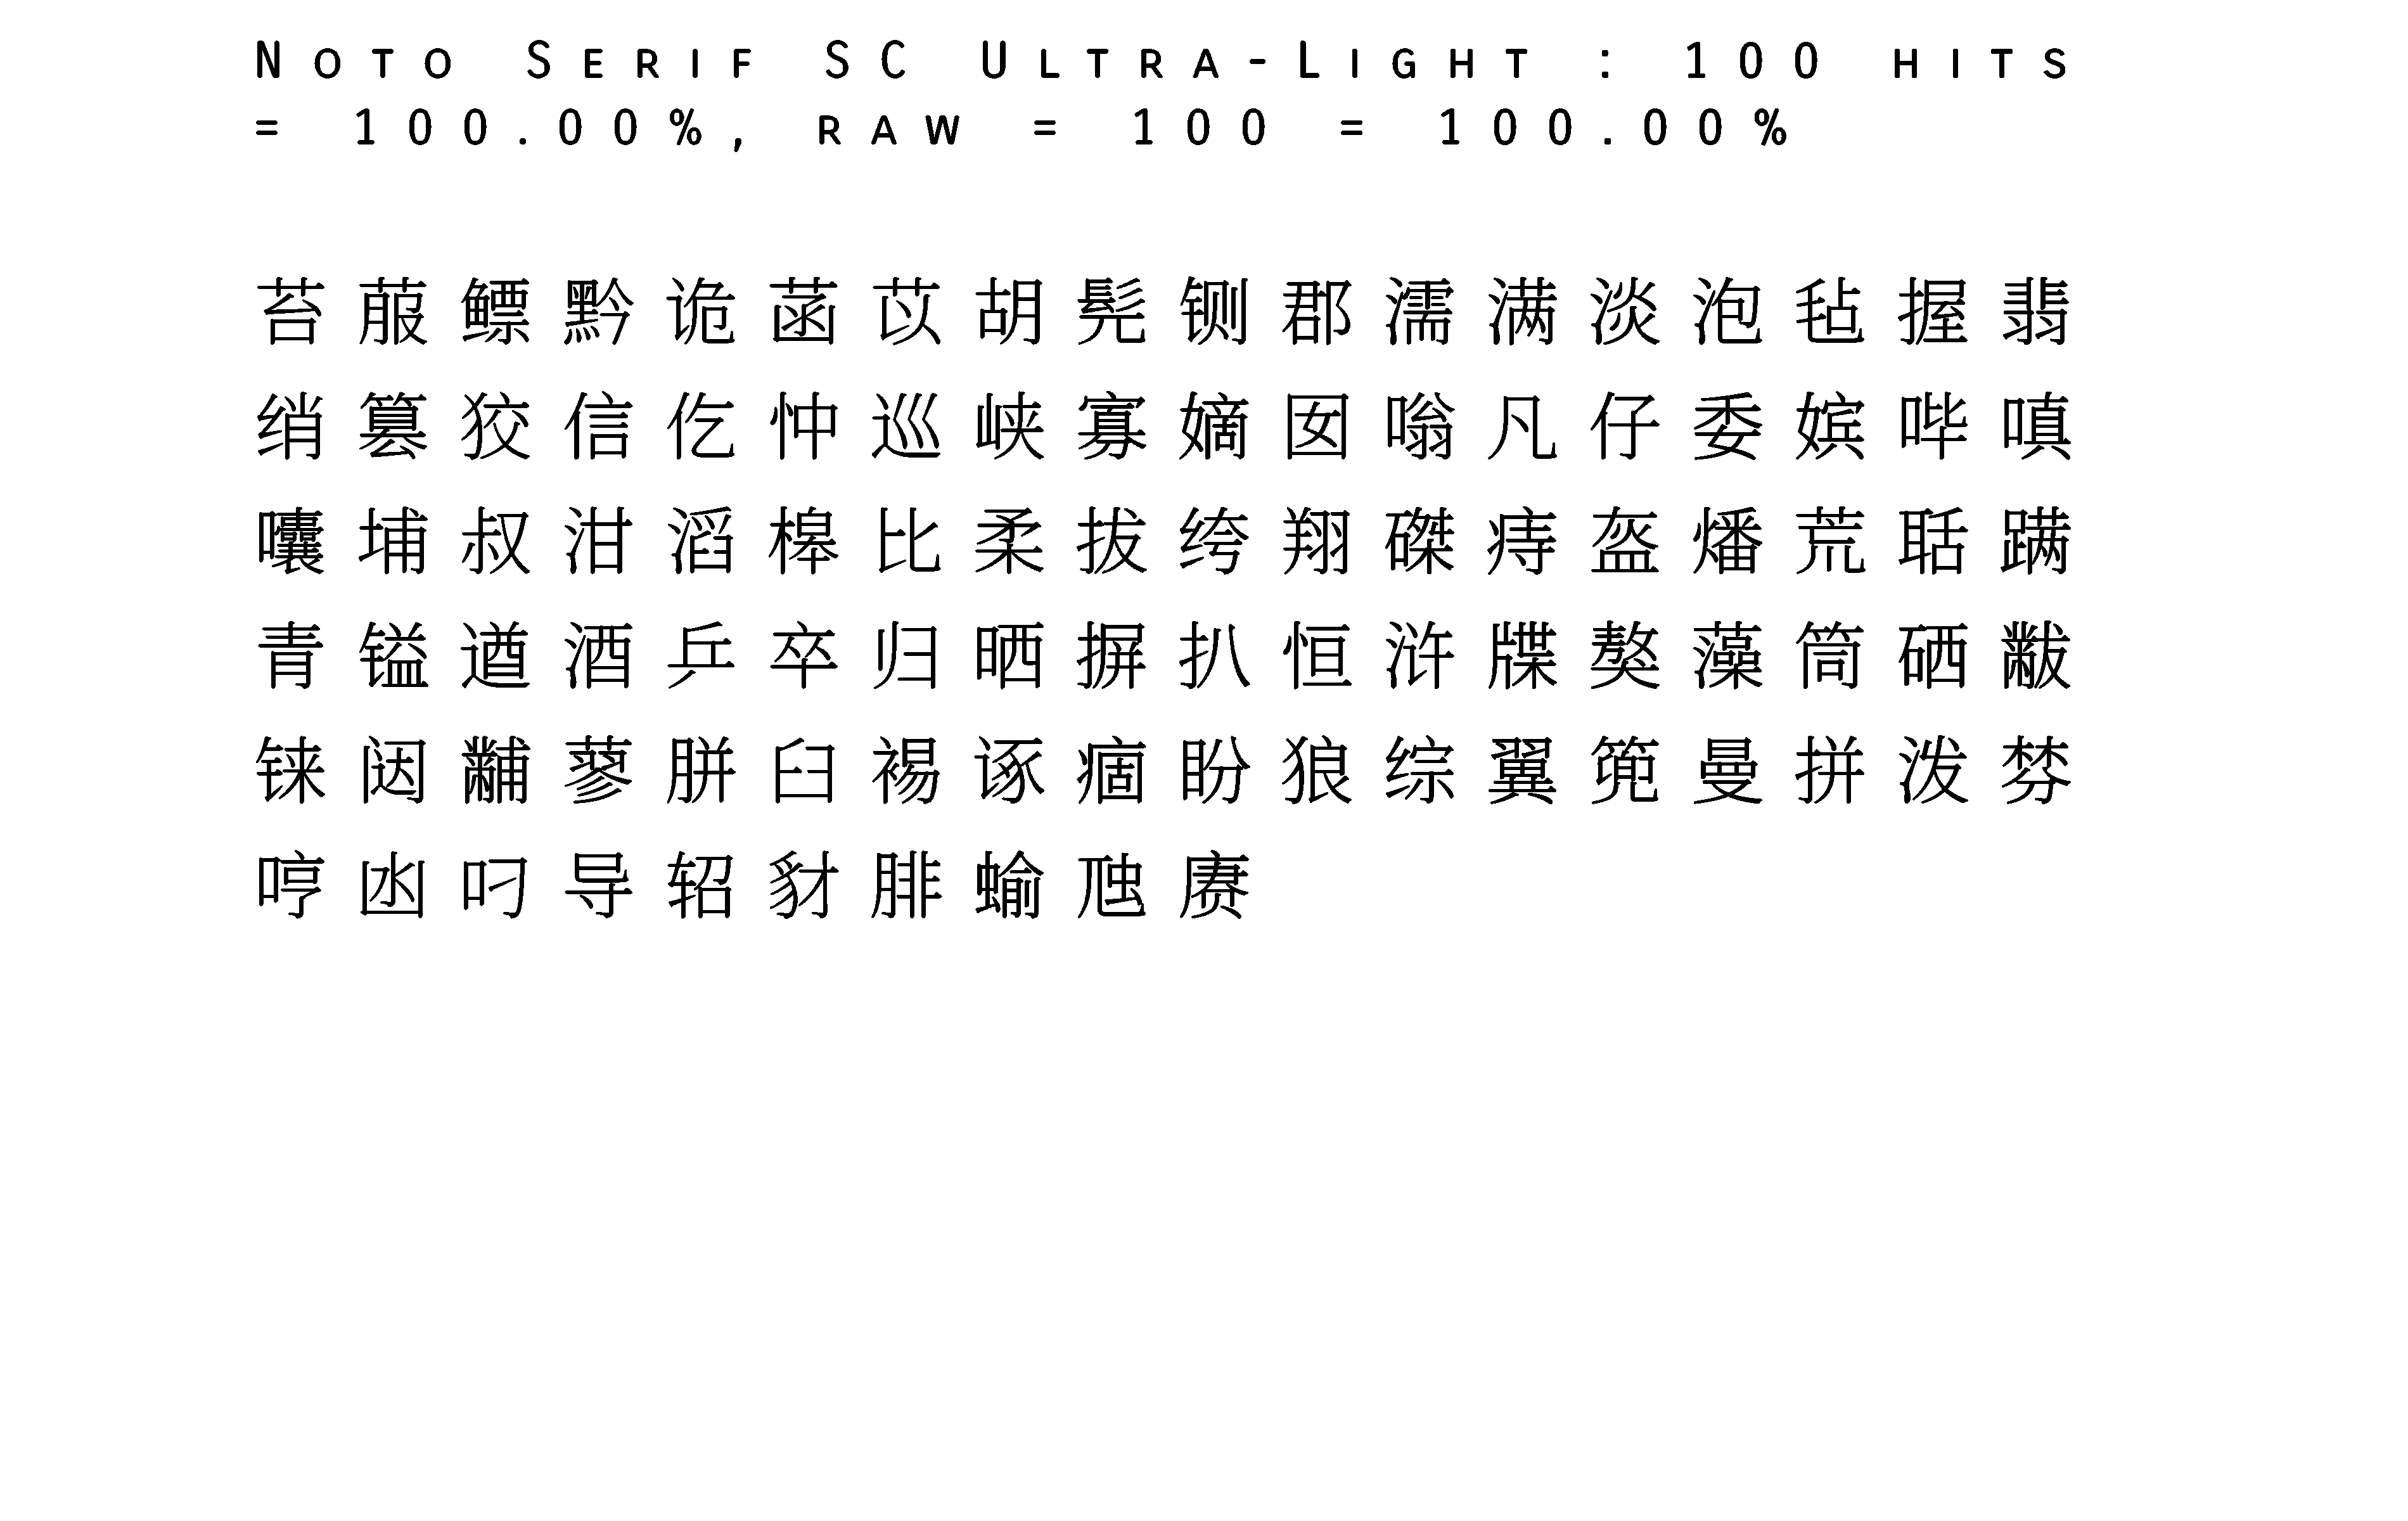 Noto Serif SC Ultra-Light : 100 hits
= 100.00%, raw = 100 = 100.00%
苔菔鳔黔诡菡苡胡髡铡郡濡满淡泡毡握翡
绡篡狡信仡忡巡峡寡嫡囡嗡凡仔委嫔哔嗔
囔埔叔泔滔槔比柔拔绔翔磔痔盔燔荒聒蹒
青镒遒酒乒卒归晒摒扒恒浒牒獒藻筒硒黻
铼闼黼蓼胼臼裼诼痼盼狼综翼篼曼拼泼棼
哼凼叼导轺豺腓蝓虺赓